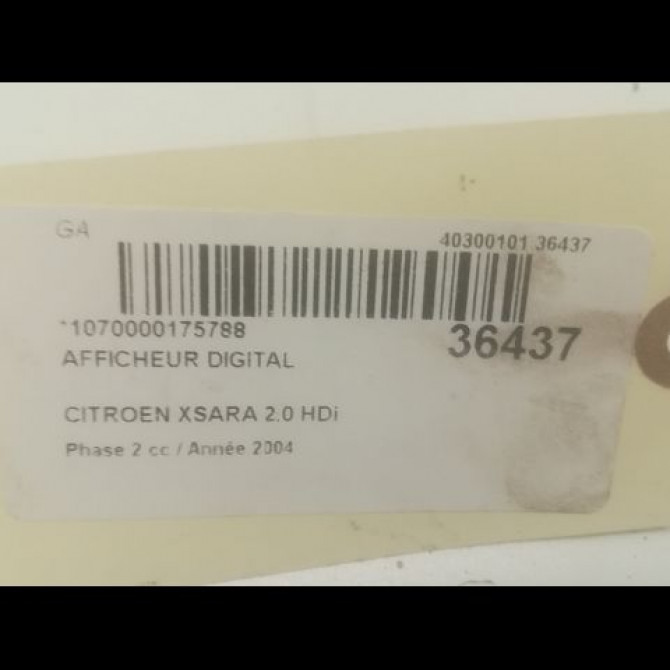 GA
40300101 36437
*1070000175788
36437
AFFICHEUR DIGITAL
CITROEN XSARA 2.0 HDi
Phase 2 cc / Année 2004